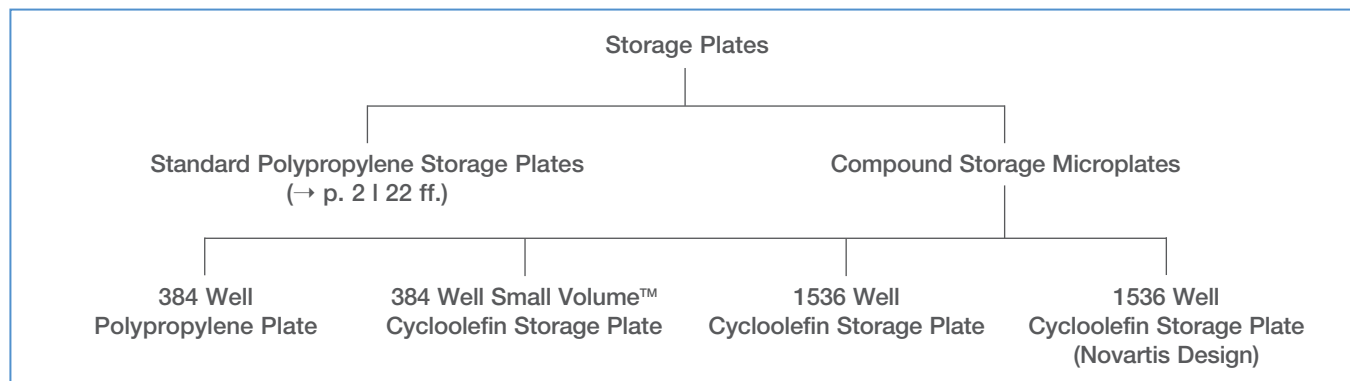 Storage Plates
Standard Polypropylene Storage Plates
(→ p. 2 I 22 ff.)
Compound Storage Microplates
384 Well
Polypropylene Plate
384 Well Small Volume™
Cycloolefin Storage Plate
1536 Well
Cycloolefin Storage Plate
1536 Well
Cycloolefin Storage Plate
(Novartis Design)